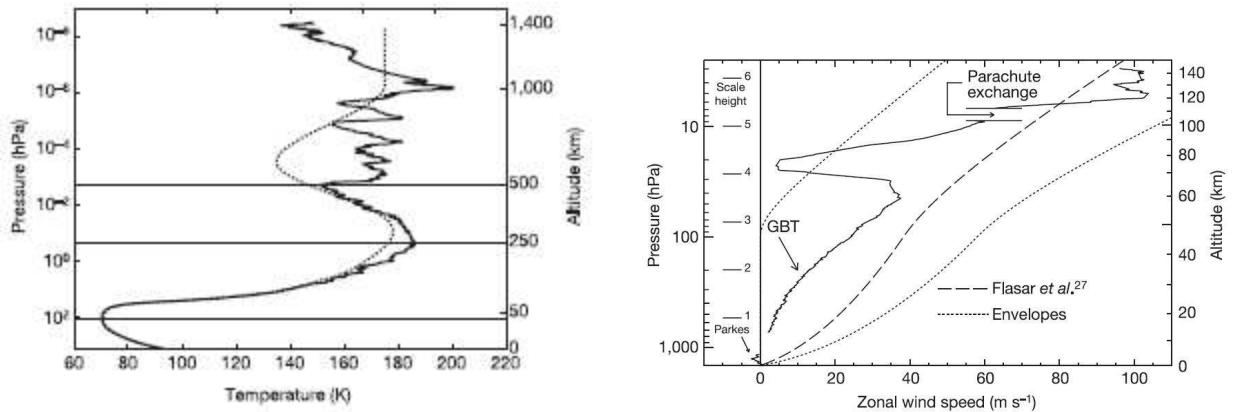 10⁻⁸
10⁻⁶
10⁻⁴
10⁻²
10⁰
10²
Pressure (hPa)
1,400
1,000
500
250
50
0
Altitude (km)
60 80 100 120 140 160 180 200 220
Temperature (K)
Pressure (hPa)
10
100
1,000
6
Scale
height
5
4
3
2
1
Parachute
exchange
GBT
Parkes
Flasar et al.²⁷
Envelopes
140
120
100
80
60
40
20
0
Altitude (km)
0 20 40 60 80 100
Zonal wind speed (m s⁻¹)